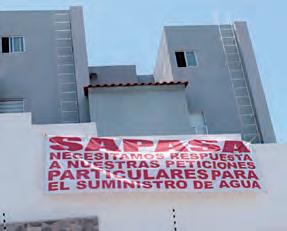 SAPASA
NECESITAMOS RESPUESTA
A NUESTRAS PETICIONES
PARTICULARES PARA
EL SUMINISTRO DE AGUA